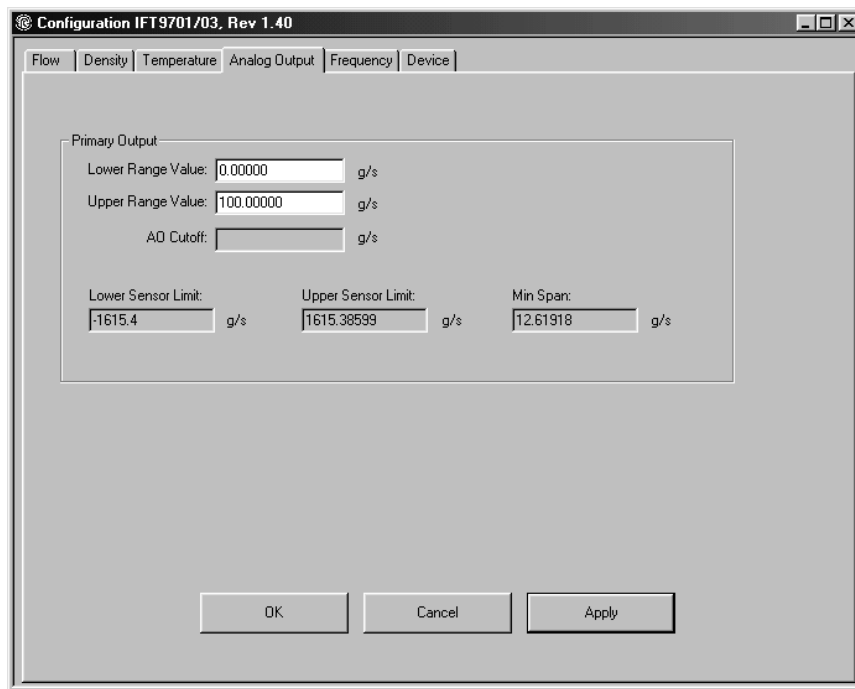 Configuration IFT9701/03, Rev 1.40
Flow Density Temperature Analog Output Frequency Device
Primary Output
Lower Range Value: 0.00000 g/s
Upper Range Value: 100.00000 g/s
AO Cutoff: g/s
Lower Sensor Limit: Upper Sensor Limit: Min Span:
-1615.4 g/s 1615.38599 g/s 12.61918 g/s
OK Cancel Apply